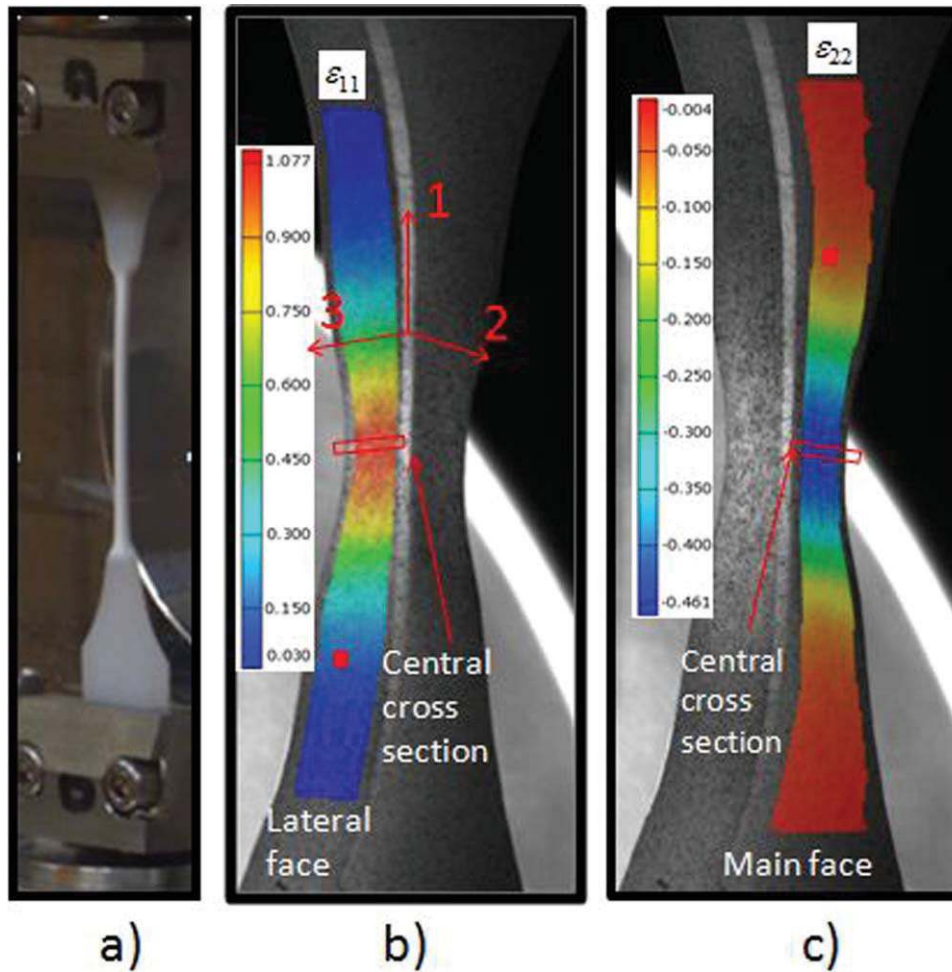 ε11
1.077
0.900
0.750
0.600
0.450
0.300
0.150
0.030
1
2
3
Central
cross
section
Lateral
face
ε22
-0.004
-0.050
-0.100
-0.150
-0.200
-0.250
-0.300
-0.350
-0.400
-0.461
Central
cross
section
Main face
a)
b)
c)